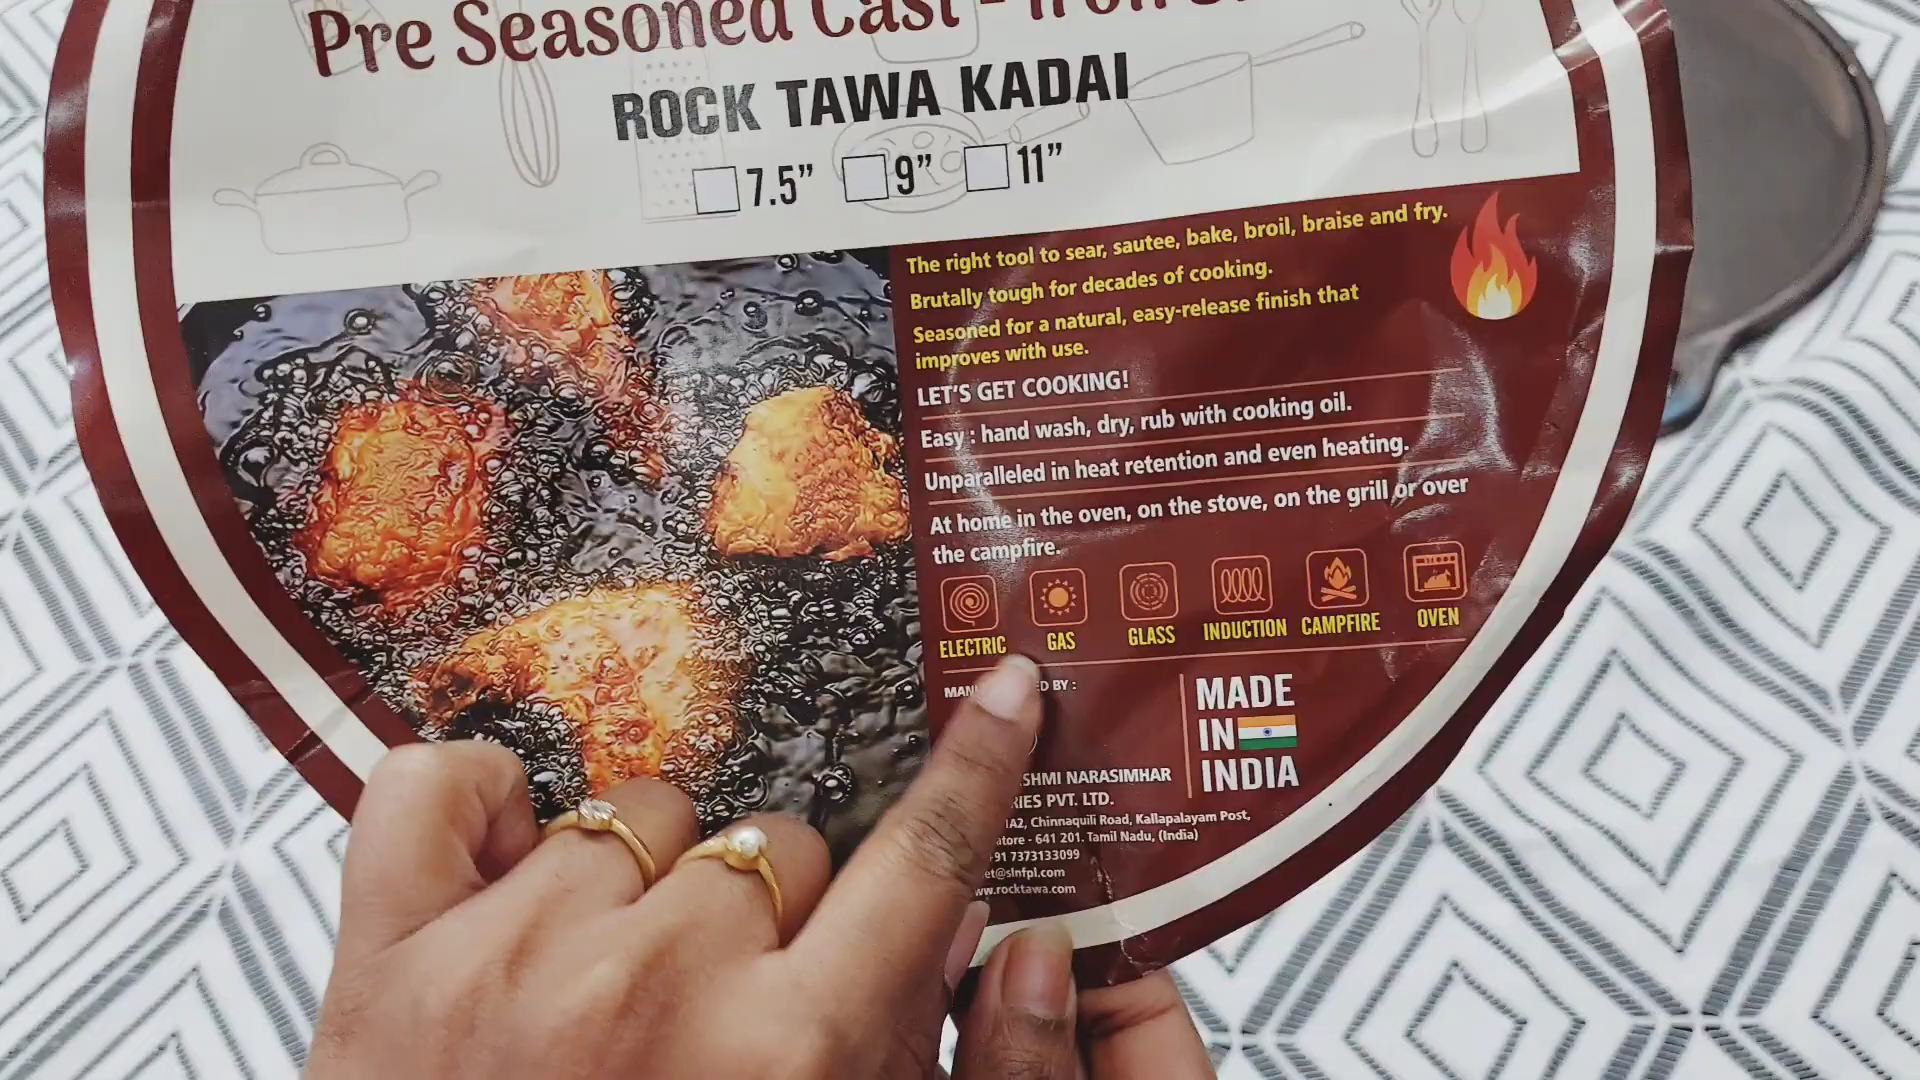 Pre Seasoned Cast - Iron
ROCK TAWA KADAI
7.5” 9” 11”
The right tool to sear, sautee, bake, broil, braise and fry.
Brutally tough for decades of cooking.
Seasoned for a natural, easy-release finish that
improves with use.
LET'S GET COOKING!
Easy : hand wash, dry, rub with cooking oil.
Unparalleled in heat retention and even heating.
At home in the oven, on the stove, on the grill or over
the campfire.
ELECTRIC GAS GLASS INDUCTION CAMPFIRE OVEN
BY :
MADE
IN
INDIA
NARASIMHAR
PVT. LTD.
1A2, Chinnaquili Road, Kallapalayam Post,
- 641 201. Tamil Nadu, (India)
91 7373133099
et@slnfpl.com
ww.rocktawa.com